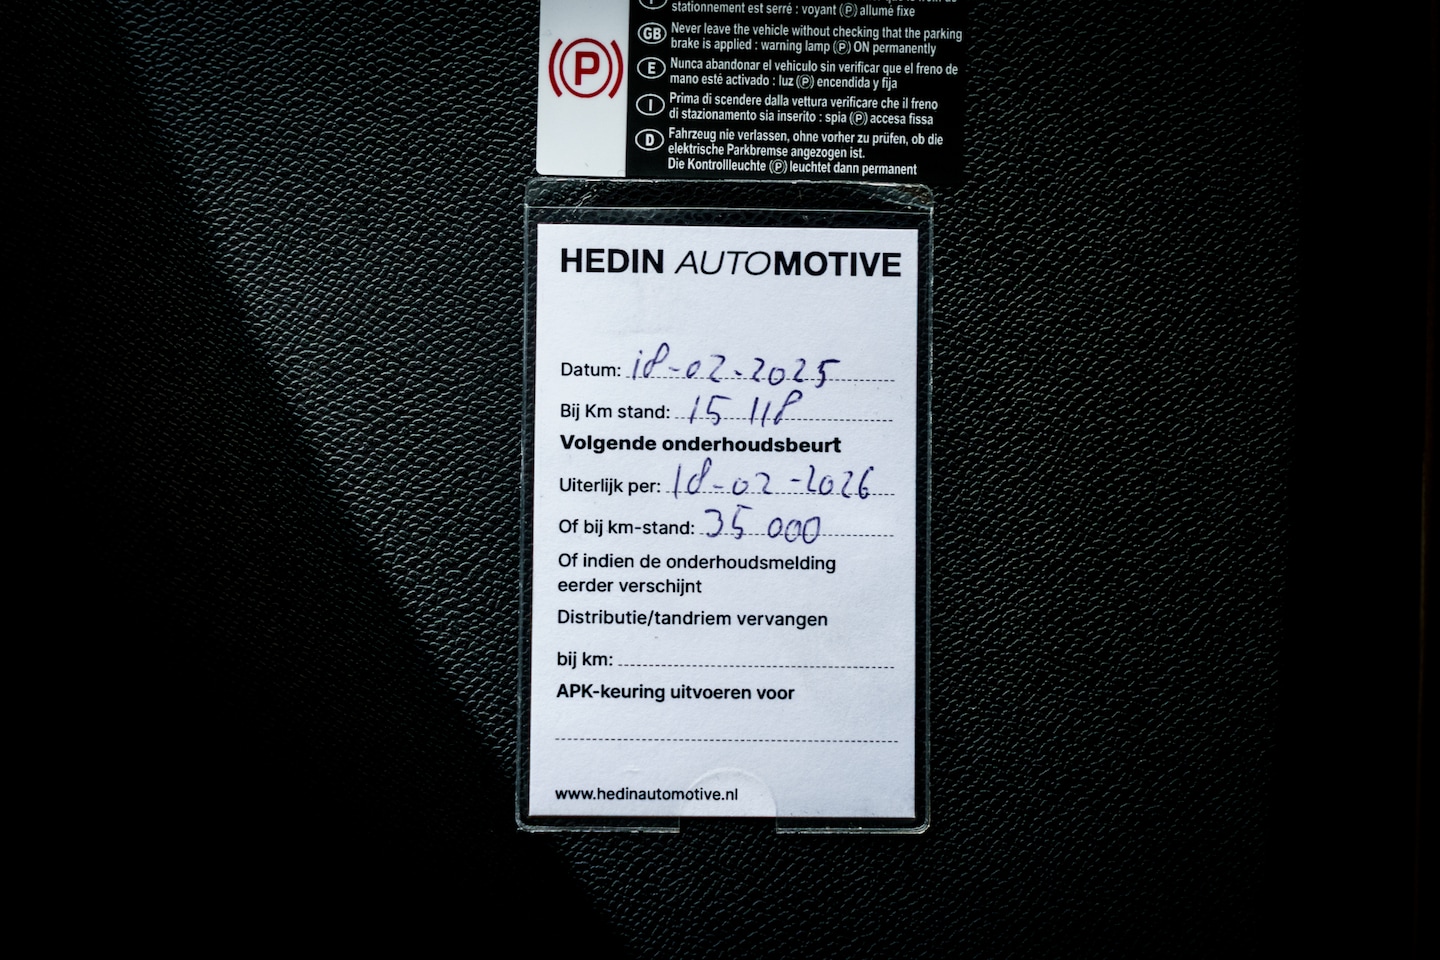 stationnement est serré : voyant (P) allumé fixe
GB Never leave the vehicle without checking that the parking
brake is applied : warning lamp (P) ON permanently
E Nunca abandonar el vehiculo sin verificar que el freno de
mano esté activado : luz (P) encendida y fija
I Prima di scendere dalla vettura verificare che il freno
di stazionamento sia inserito : spia (P) accesa fissa
D Fahrzeug nie verlassen, ohne vorher zu prüfen, ob die
elektrische Parkbremse angezogen ist.
Die Kontrollleuchte (P) leuchtet dann permanent
(P)
HEDIN AUTOMOTIVE
Datum: 18-02-2025
Bij Km stand: 15 118
Volgende onderhoudsbeurt
Uiterlijk per: 18-02-2026
Of bij km-stand: 35 000
Of indien de onderhoudsmelding
eerder verschijnt
Distributie/tandriem vervangen
bij km:
APK-keuring uitvoeren voor
www.hedinautomotive.nl